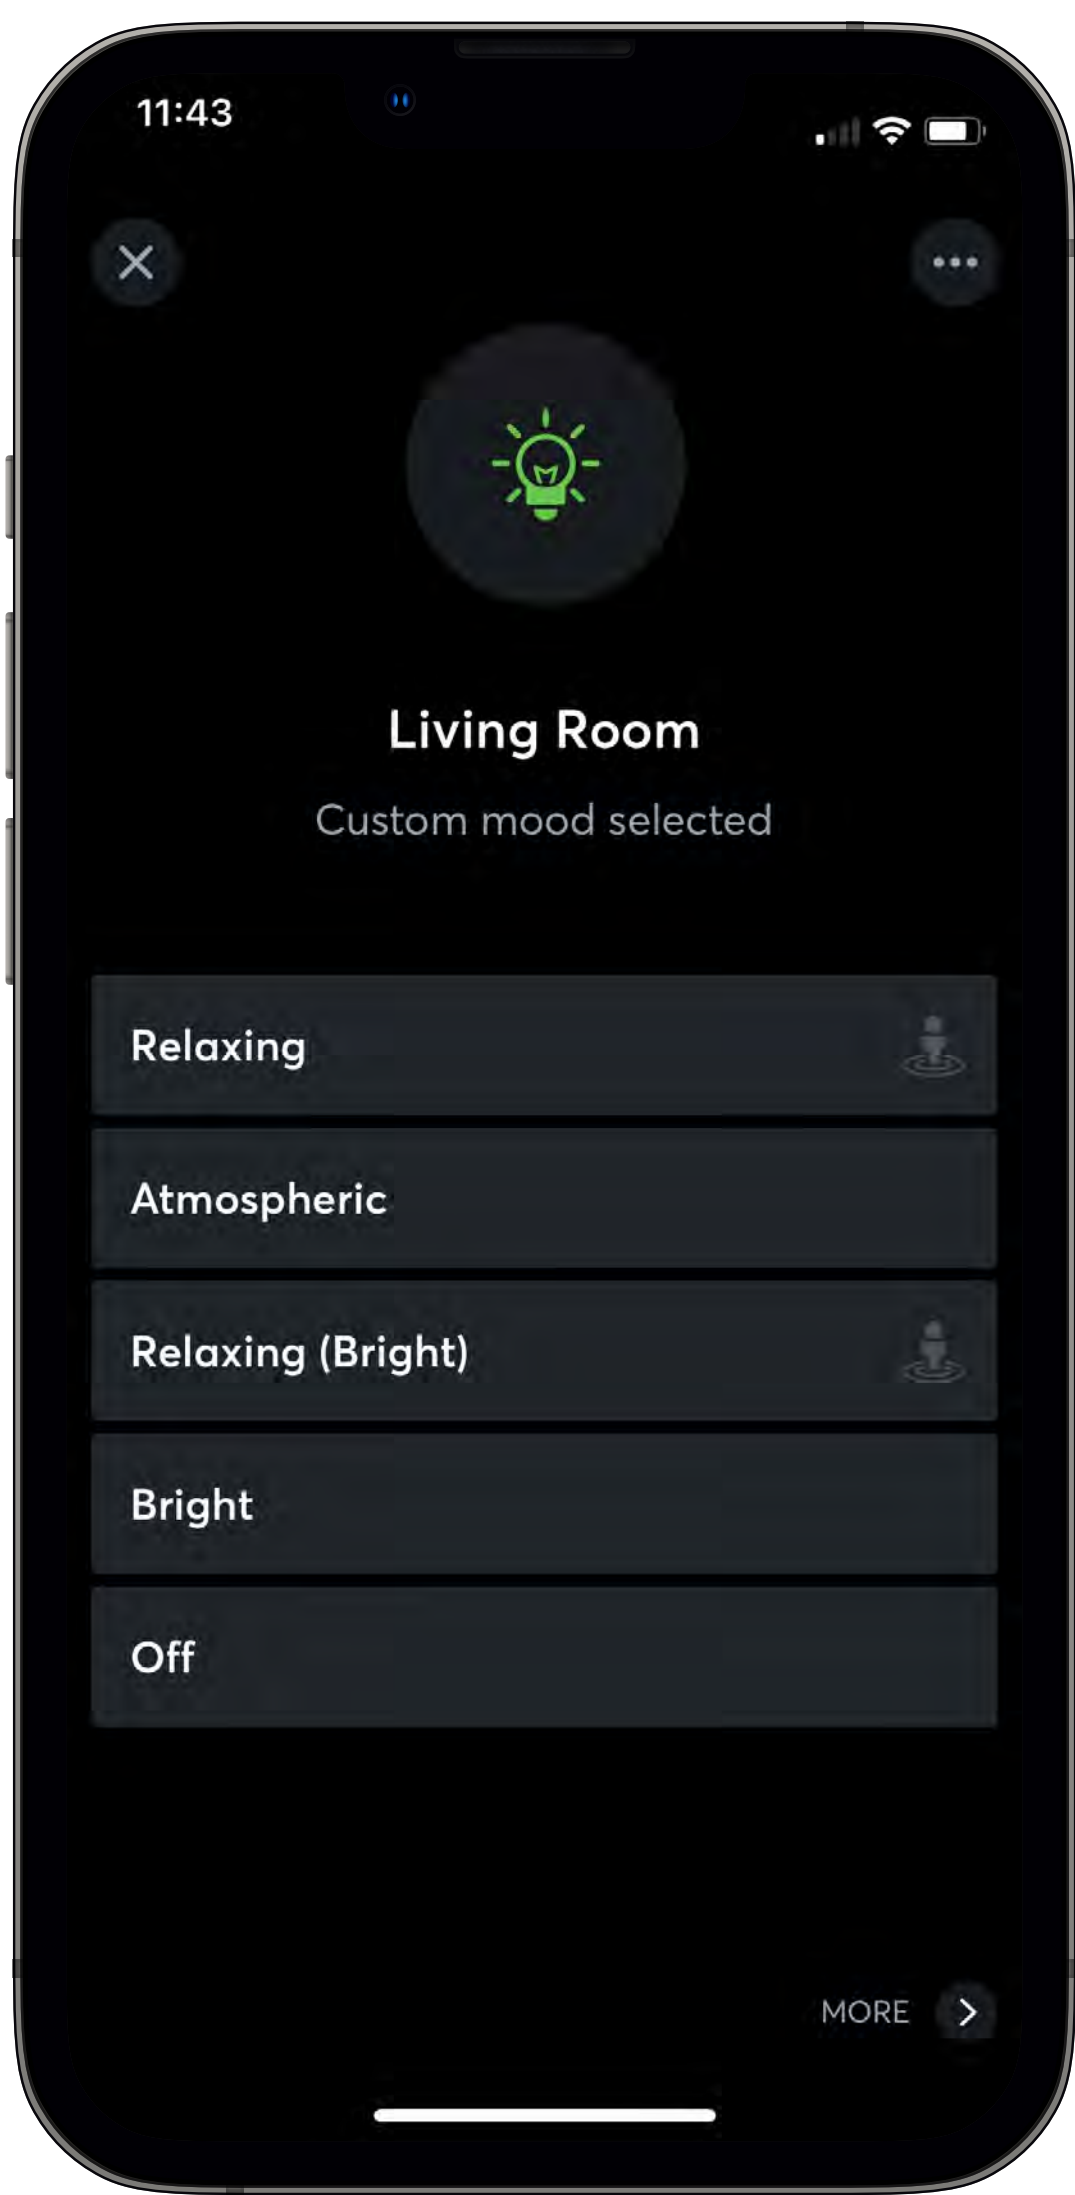 11:43
Living Room
Custom mood selected
Relaxing
Atmospheric
Relaxing (Bright)
Bright
Off
MORE